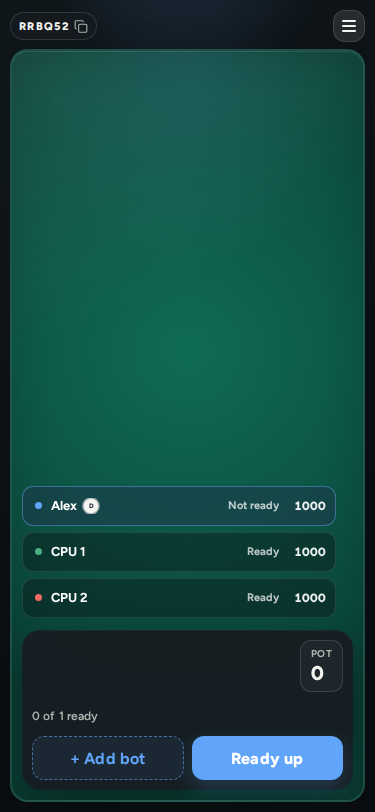 RRBQ52
Alex D Not ready 1000
CPU 1 Ready 1000
CPU 2 Ready 1000
POT
0
0 of 1 ready
+ Add bot Ready up